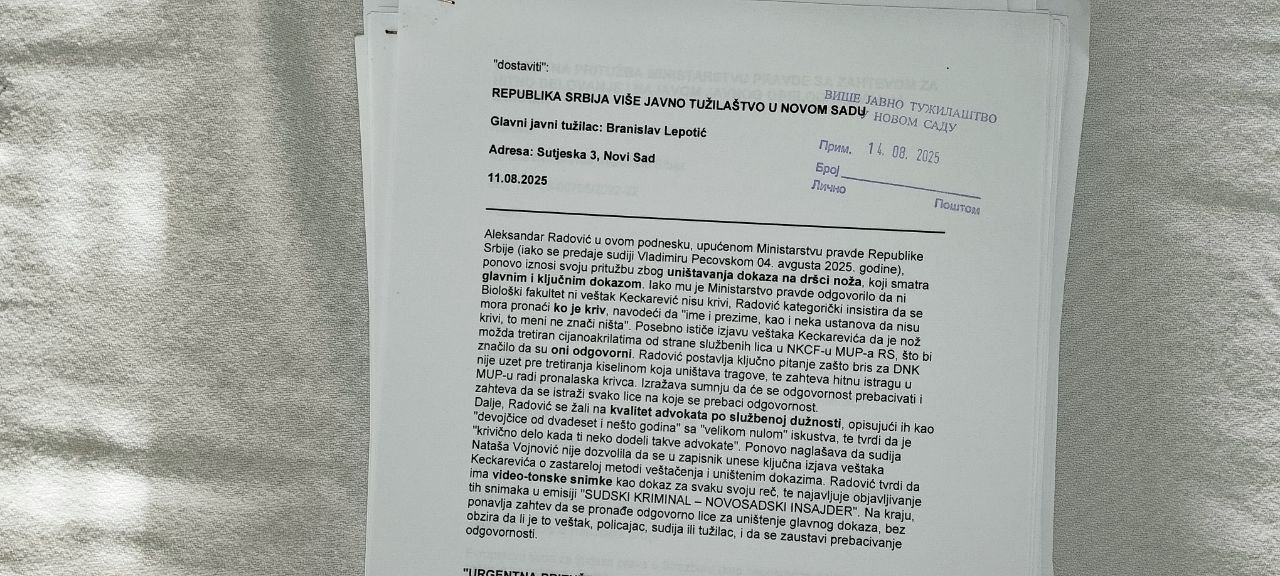 "dostaviti":
REPUBLIKA SRBIJA VIŠE JAVNO TUŽILAŠTVO U NOVOM SADU
Glavni javni tužilac: Branislav Lepotić
Adresa: Sutjeska 3, Novi Sad
11.08.2025
ВИШЕ ЈАВНО ТУЖИЛАШТВО
У НОВОМ САДУ
Прим. 14. 08. 2025
Број
Лично
Поштом
Aleksandar Radović u ovom podnesku, upućenom Ministarstvu pravde Republike
Srbije (iako se predaje sudiji Vladimiru Pecovskom 04. avgusta 2025. godine),
ponovo iznosi svoju pritužbu zbog uništavanja dokaza na dršci noža, koji smatra
glavnim i ključnim dokazom. Iako mu je Ministarstvo pravde odgovorilo da ni
Biološki fakultet ni veštak Keckarević nisu krivi, Radović kategorički insistira da se
mora pronaći ko je kriv, navodeći da "ime i prezime, kao i neka ustanova da nisu
krivi, to meni ne znači ništa". Posebno ističe izjavu veštaka Keckarevića da je nož
možda tretiran cijanoakrilatima od strane službenih lica u NKCF-u MUP-a RS, što bi
značilo da su oni odgovorni. Radović postavlja ključno pitanje zašto bris za DNK
nije uzet pre tretiranja kiselinom koja uništava tragove, te zahteva hitnu istragu u
MUP-u radi pronalaska krivca. Izražava sumnju da će se odgovornost prebacivati i
zahteva da se istraži svako lice na koje se prebaci odgovornost.
Dalje, Radović se žali na kvalitet advokata po službenoj dužnosti, opisujući ih kao
"devojčice od dvadeset i nešto godina" sa "velikom nulom" iskustva, te tvrdi da je
"krivično delo kada ti neko dodeli takve advokate". Ponovo naglašava da sudija
Nataša Vojnović nije dozvolila da se u zapisnik unese ključna izjava veštaka
Keckarevića o zastareloj metodi veštačenja i uništenim dokazima. Radović tvrdi da
ima video-tonske snimke kao dokaz za svaku svoju reč, te najavljuje objavljivanje
tih snimaka u emisiji "SUDSKI KRIMINAL – NOVOSADSKI INSAJDER". Na kraju,
ponavlja zahtev da se pronađe odgovorno lice za uništenje glavnog dokaza, bez
obzira da li je to veštak, policajac, sudija ili tužilac, i da se zaustavi prebacivanje
odgovornosti.